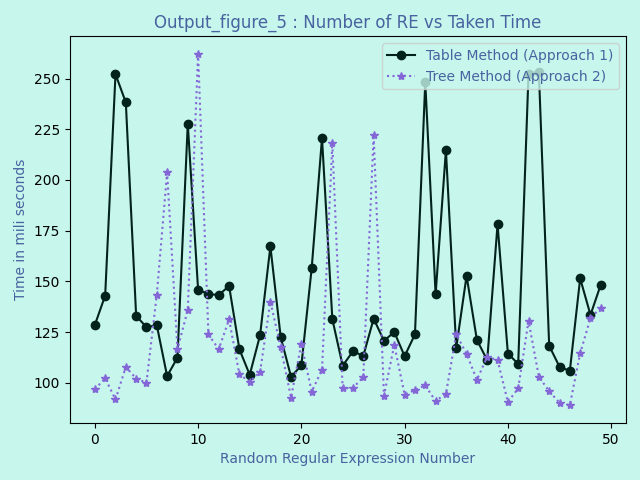 Output_figure_5 : Number of RE vs Taken Time
Table Method (Approach 1)
Tree Method (Approach 2)
Time in mili seconds
250
225
200
175
150
125
100
0 10 20 30 40 50
Random Regular Expression Number